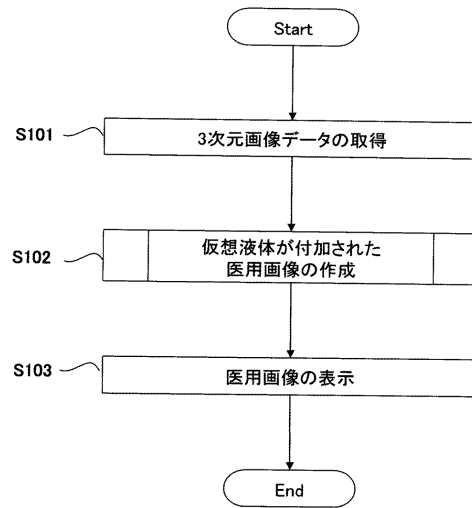 Start
S101
3次元画像データの取得
S102
仮想液体が付加された
医用画像の作成
S103
医用画像の表示
End